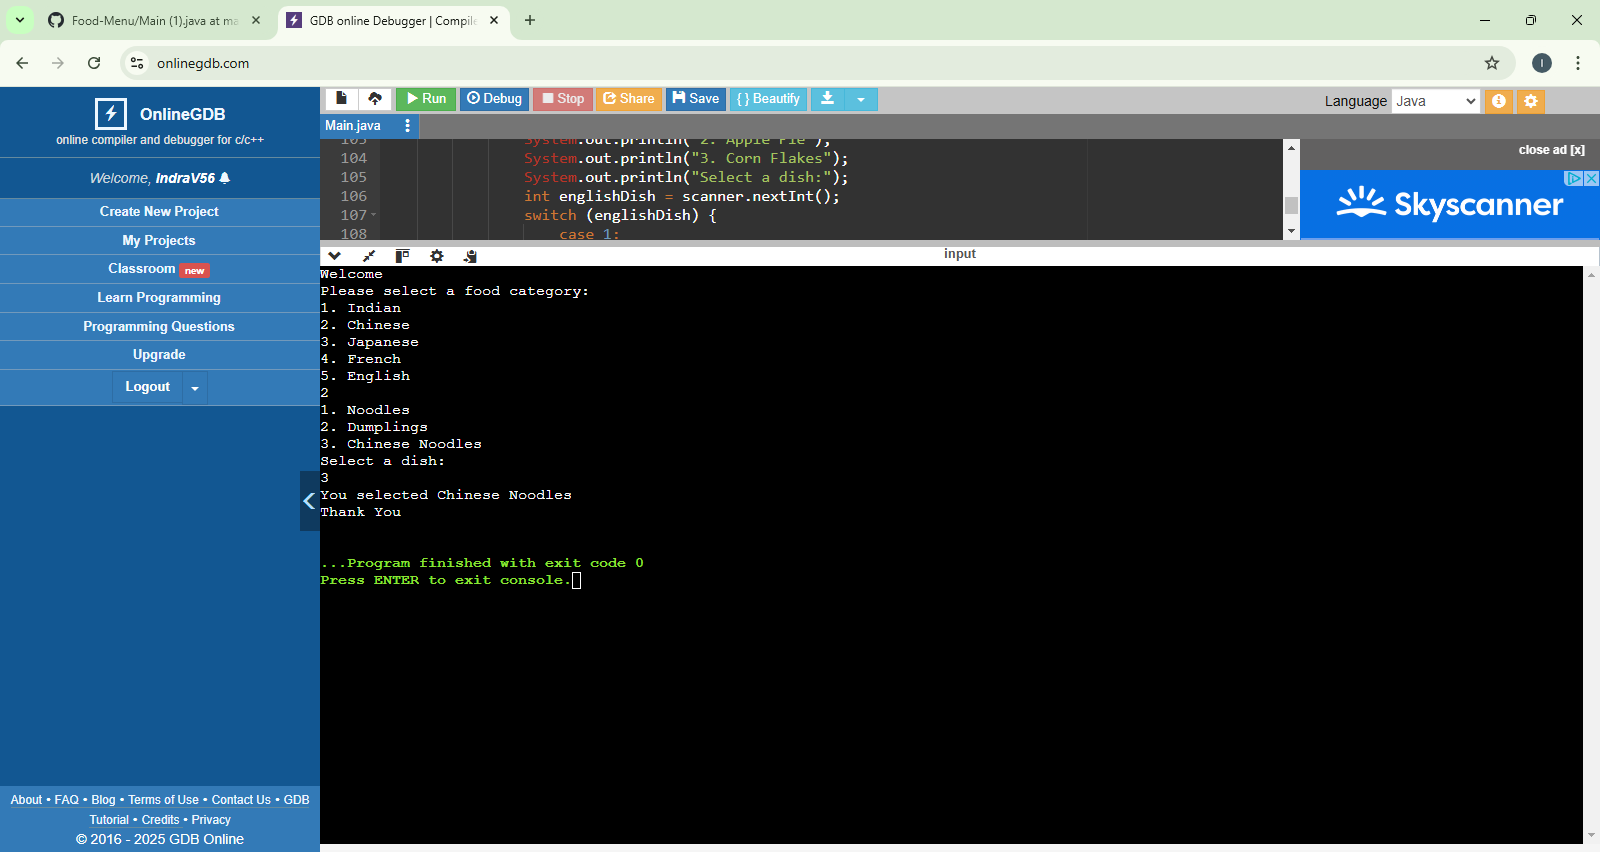 Food-Menu/Main (1).java at ma
GDB online Debugger | Compile
onlinegdb.com
I
OnlineGDB
online compiler and debugger for c/c++
Welcome, IndraV56
Create New Project
My Projects
Classroom new
Learn Programming
Programming Questions
Upgrade
Logout
About • FAQ • Blog • Terms of Use • Contact Us • GDB
Tutorial • Credits • Privacy
© 2016 - 2025 GDB Online
Run Debug Stop Share Save { } Beautify
Language Java
Main.java
103 System.out.println("2. Apple Pie");
104 System.out.println("3. Corn Flakes");
105 System.out.println("Select a dish:");
106 int englishDish = scanner.nextInt();
107 switch (englishDish) {
108 case 1:
close ad [x]
Skyscanner
input
Welcome
Please select a food category:
1. Indian
2. Chinese
3. Japanese
4. French
5. English
2
1. Noodles
2. Dumplings
3. Chinese Noodles
Select a dish:
3
You selected Chinese Noodles
Thank You
...Program finished with exit code 0
Press ENTER to exit console.